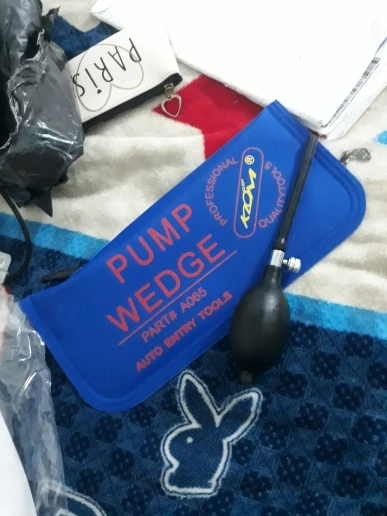 PARiS
PROFESSIONAL
KLOM®
QUALITY TOOLS
PUMP
WEDGE
PART# A065
AUTO ENTRY TOOLS